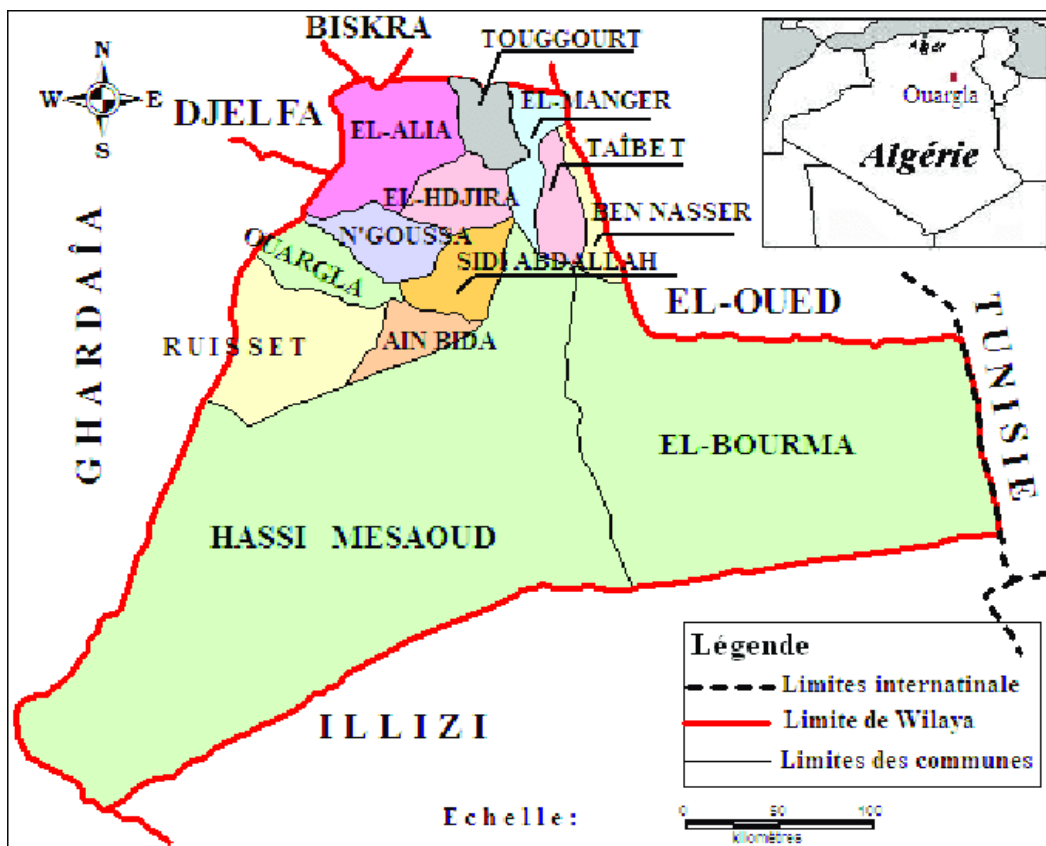 BISKRA
TOUGGOURT
N
W E
S
DJELFA
EL-MANGER
EL-ALIA
TAÎBET
EL-HDJIRA
BEN NASSER
N'GOUSSA
OUARGLA
SIDI ABDALLAH
GHARDAÎA
EL-OUED
RUISSET
AIN BIDA
TUNISIE
EL-BOURMA
HASSI MESAOUD
ILLIZI
Alger
Ouargla
Algérie
Légende
Limites internatinale
Limite de Wilaya
Limites des communes
Echelle:
0 50 100
kilomètres